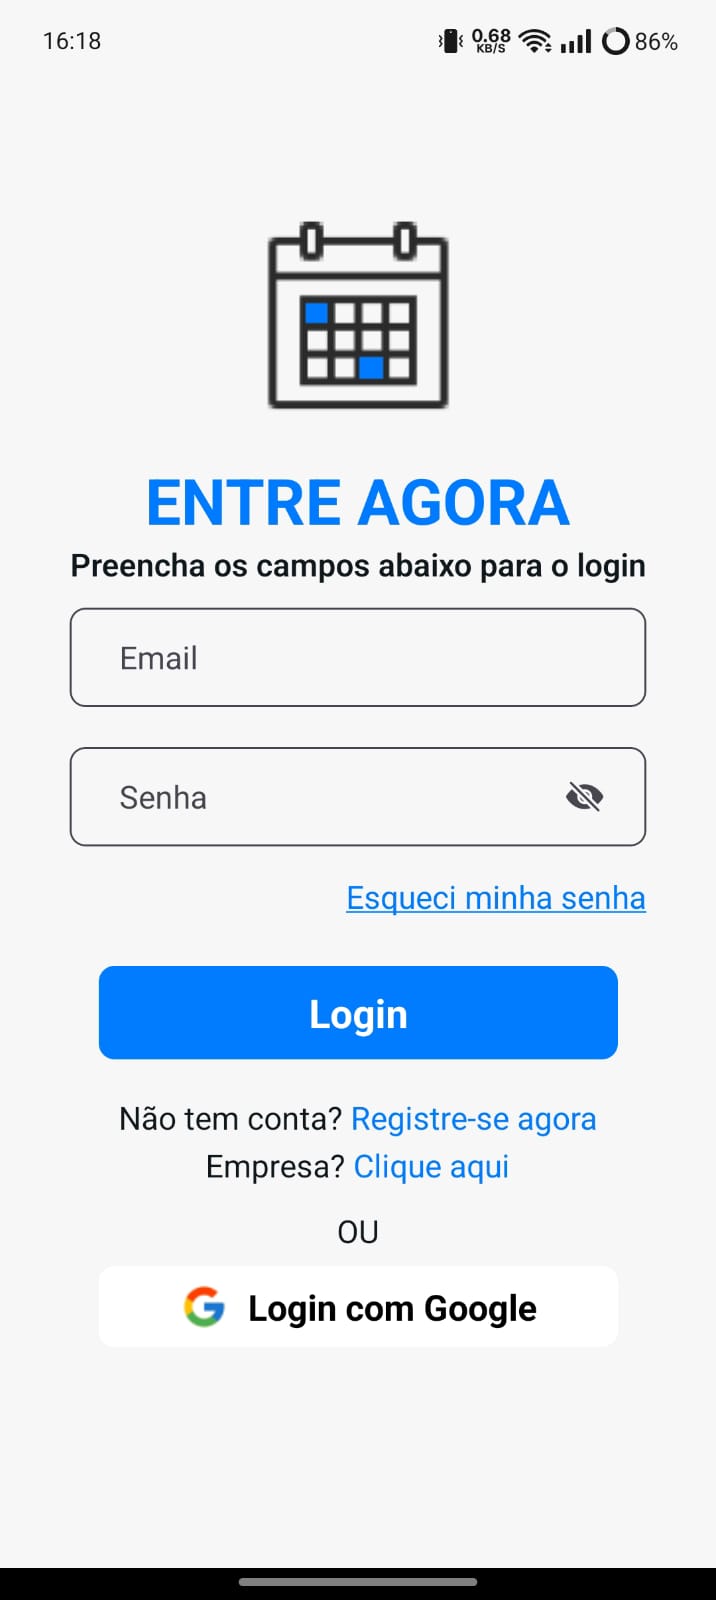 16:18
0.68
KB/S
86%
ENTRE AGORA
Preencha os campos abaixo para o login
Email
Senha
Esqueci minha senha
Login
Não tem conta? Registre-se agora
Empresa? Clique aqui
OU
Login com Google